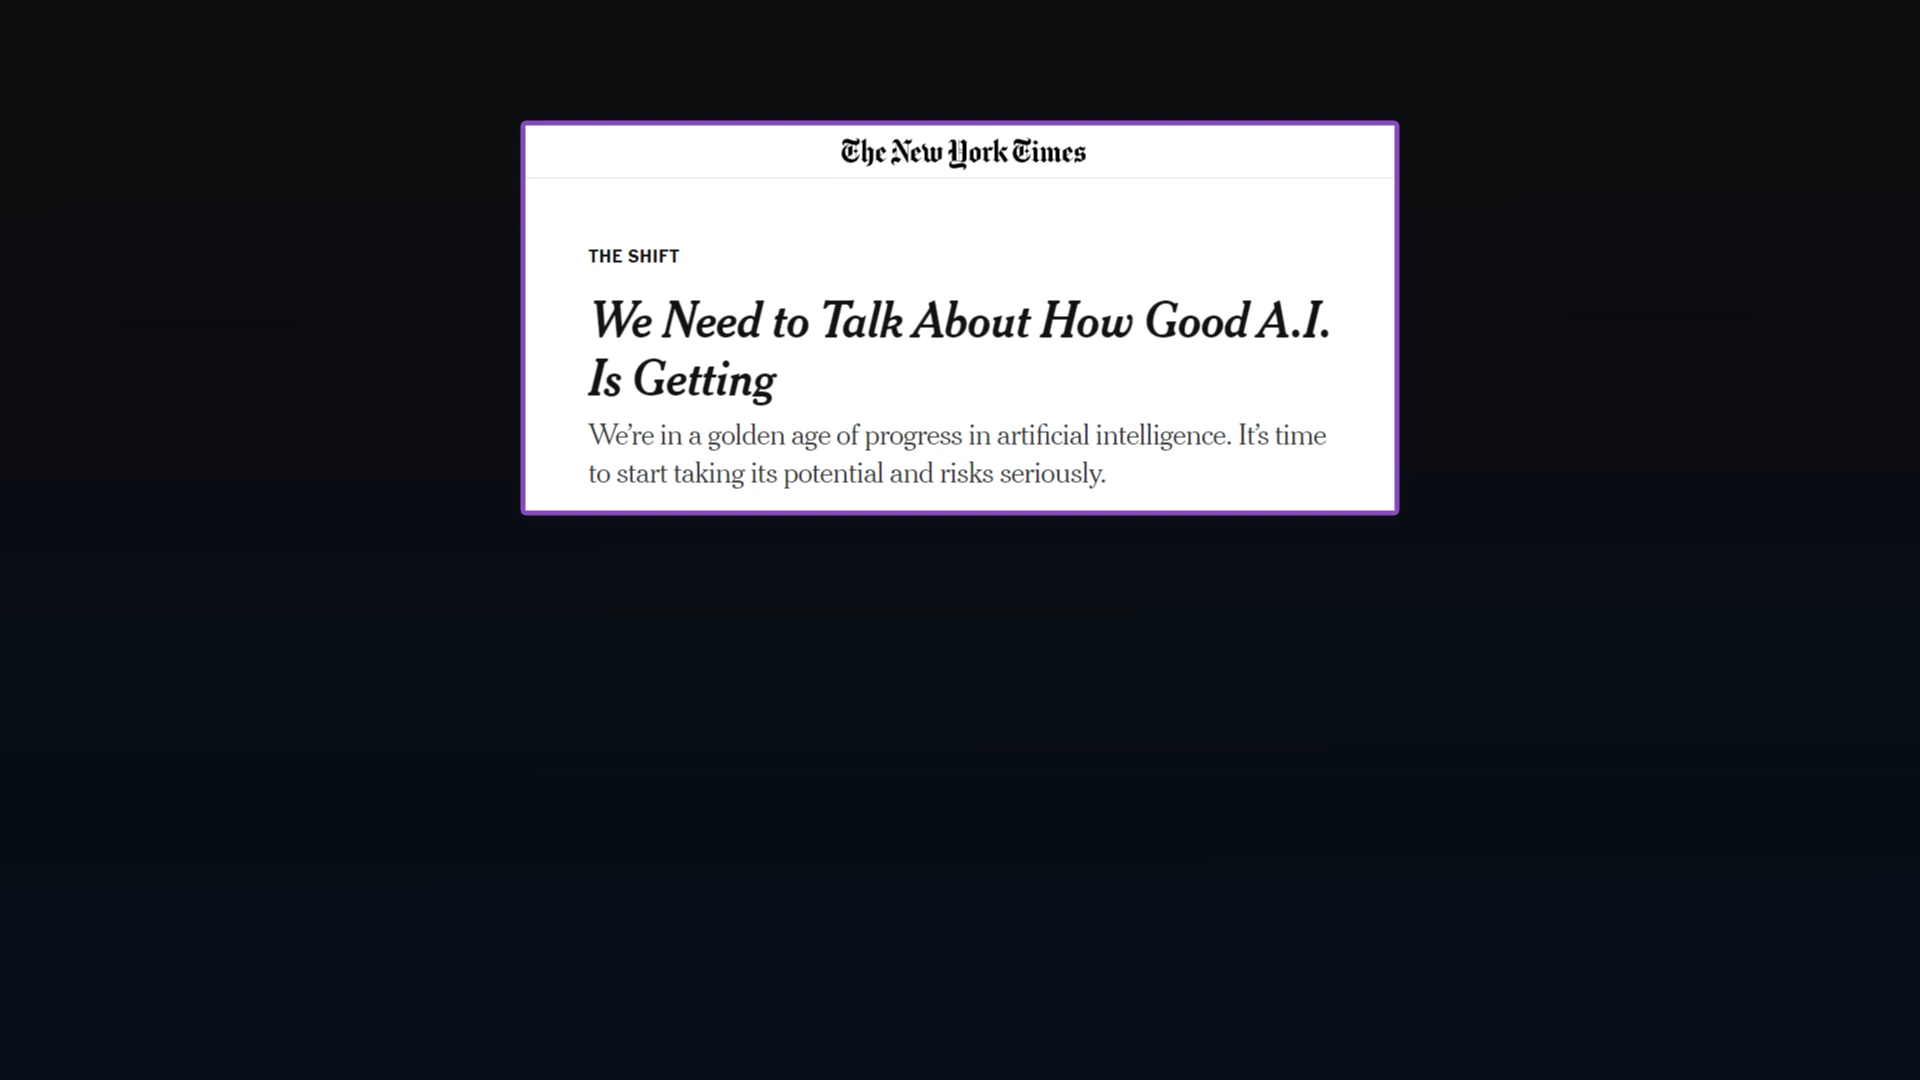 The New York Times
THE SHIFT
We Need to Talk About How Good A.I.
Is Getting
We’re in a golden age of progress in artificial intelligence. It’s time
to start taking its potential and risks seriously.